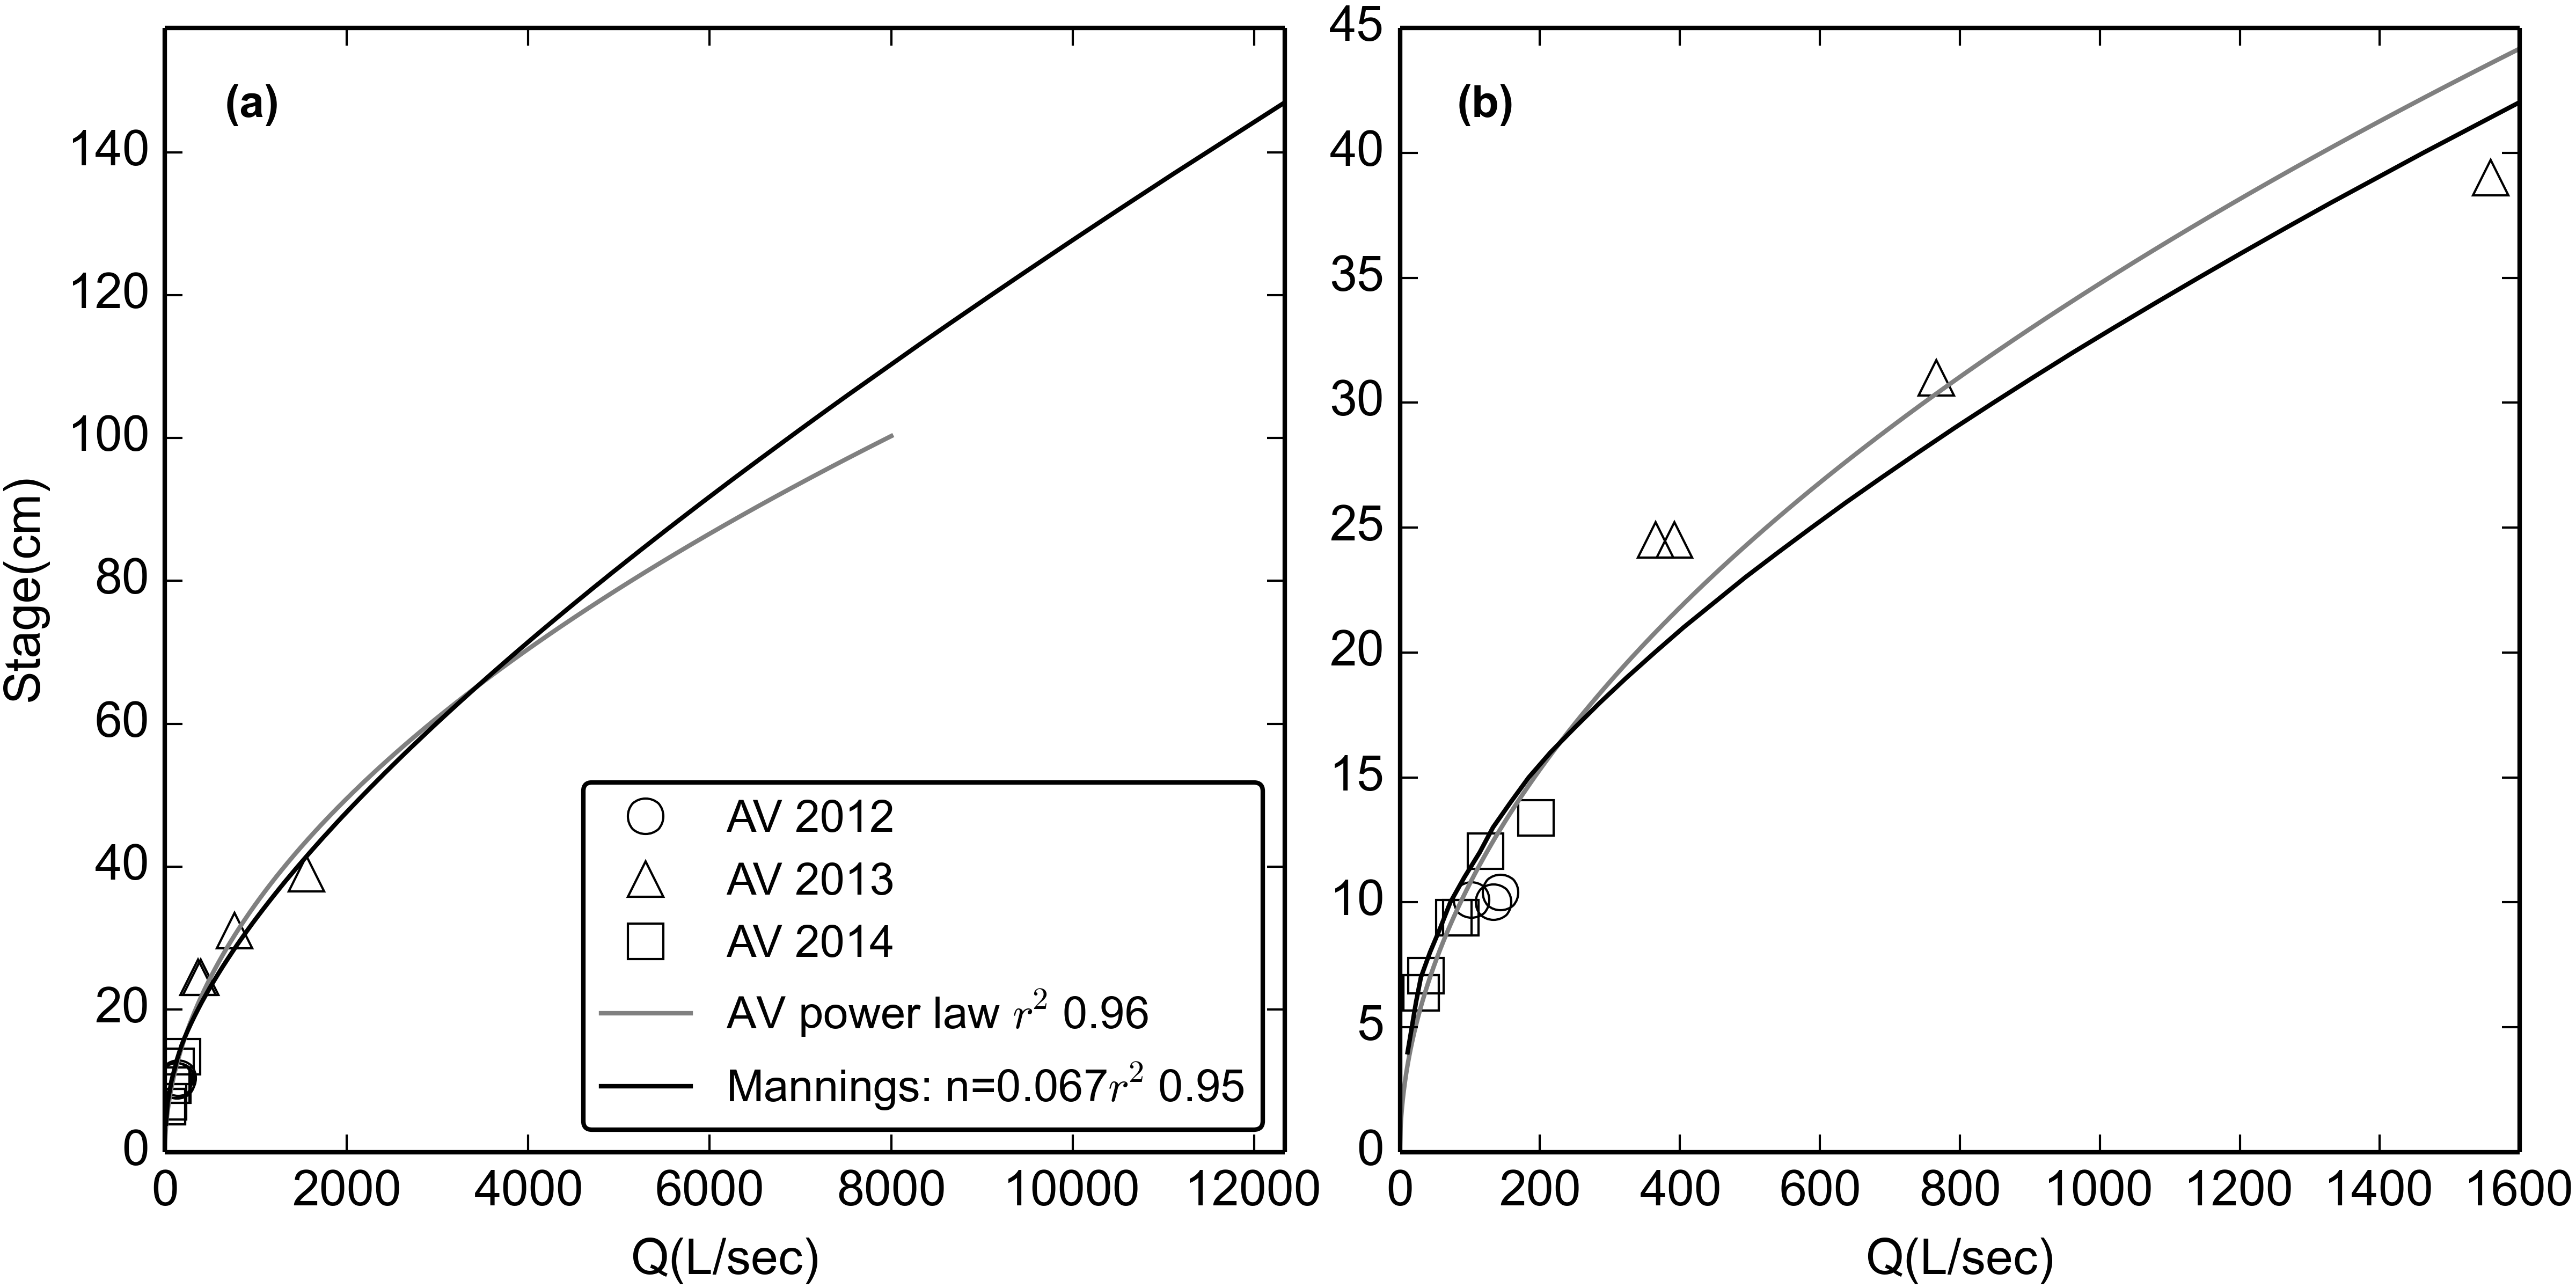 (a)
140
120
100
80
60
40
20
0
Stage(cm)
AV 2012
AV 2013
AV 2014
AV power law r² 0.96
Mannings: n=0.067r² 0.95
0 2000 4000 6000 8000 10000 12000
Q(L/sec)
(b)
45
40
35
30
25
20
15
10
5
0
0 200 400 600 800 1000 1200 1400 1600
Q(L/sec)